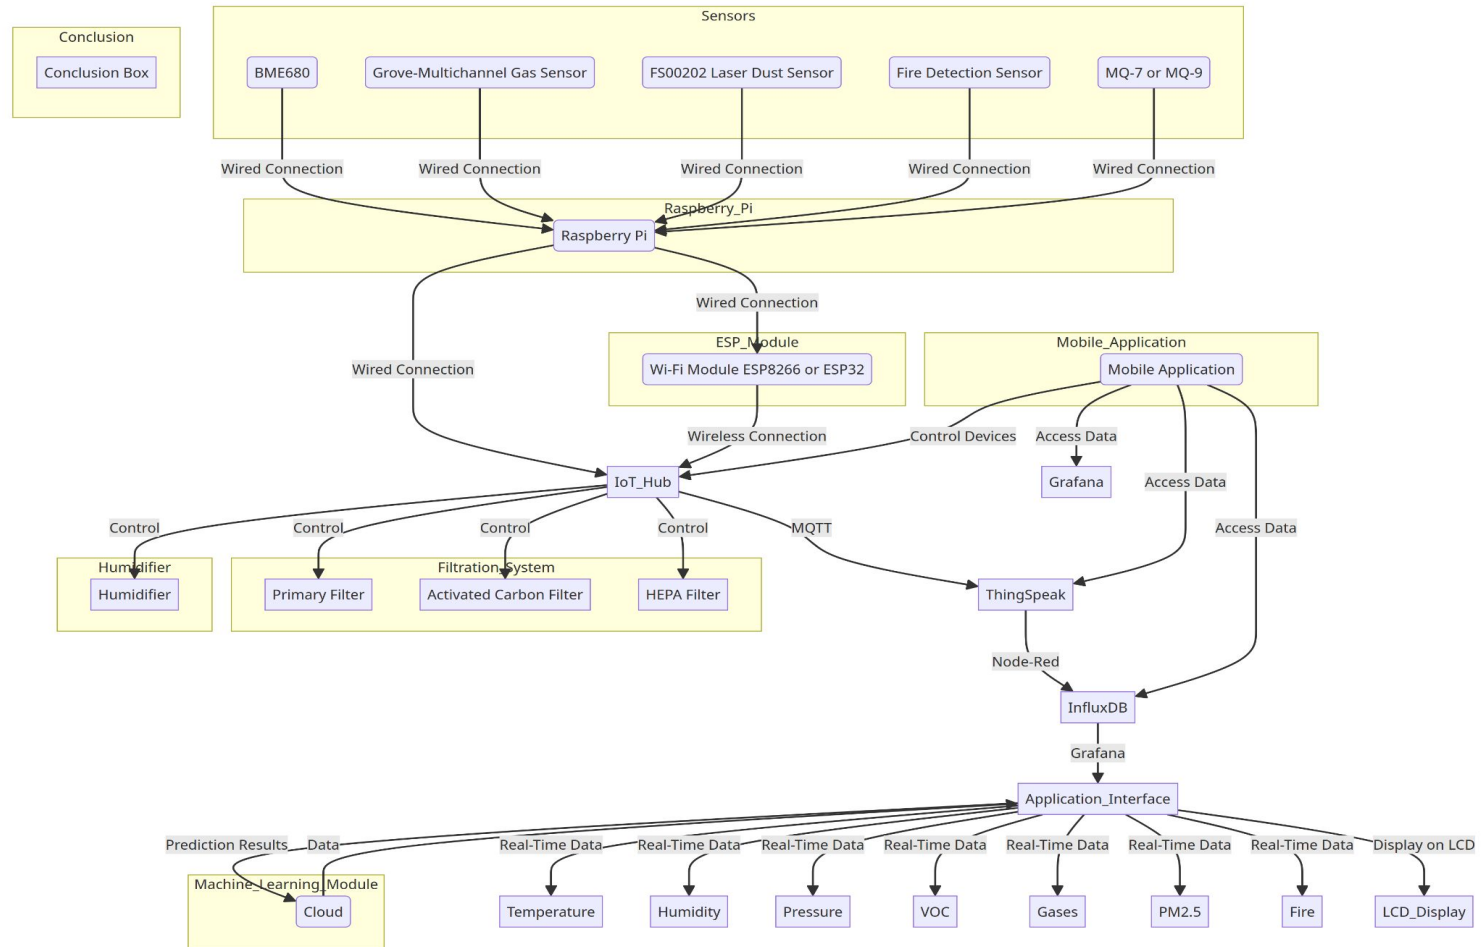 Sensors
Conclusion
Conclusion Box
BME680
Grove-Multichannel Gas Sensor
FS00202 Laser Dust Sensor
Fire Detection Sensor
MQ-7 or MQ-9
Wired Connection
Wired Connection
Wired Connection
Wired Connection
Wired Connection
Raspberry_Pi
Raspberry Pi
Wired Connection
ESP_Module
Mobile_Application
Wired Connection
Wi-Fi Module ESP8266 or ESP32
Mobile Application
Wireless Connection
Control Devices
Access Data
IoT_Hub
Grafana
Access Data
Control
Control
Control
Control
MQTT
Access Data
Humidifier
Filtration_System
Humidifier
Primary Filter
Activated Carbon Filter
HEPA Filter
ThingSpeak
Node-Red
InfluxDB
Grafana
Application_Interface
Prediction Results
Data
Real-Time Data
Real-Time Data
Real-Time Data
Real-Time Data
Real-Time Data
Real-Time Data
Real-Time Data
Display on LCD
Machine_Learning_Module
Cloud
Temperature
Humidity
Pressure
VOC
Gases
PM2.5
Fire
LCD_Display